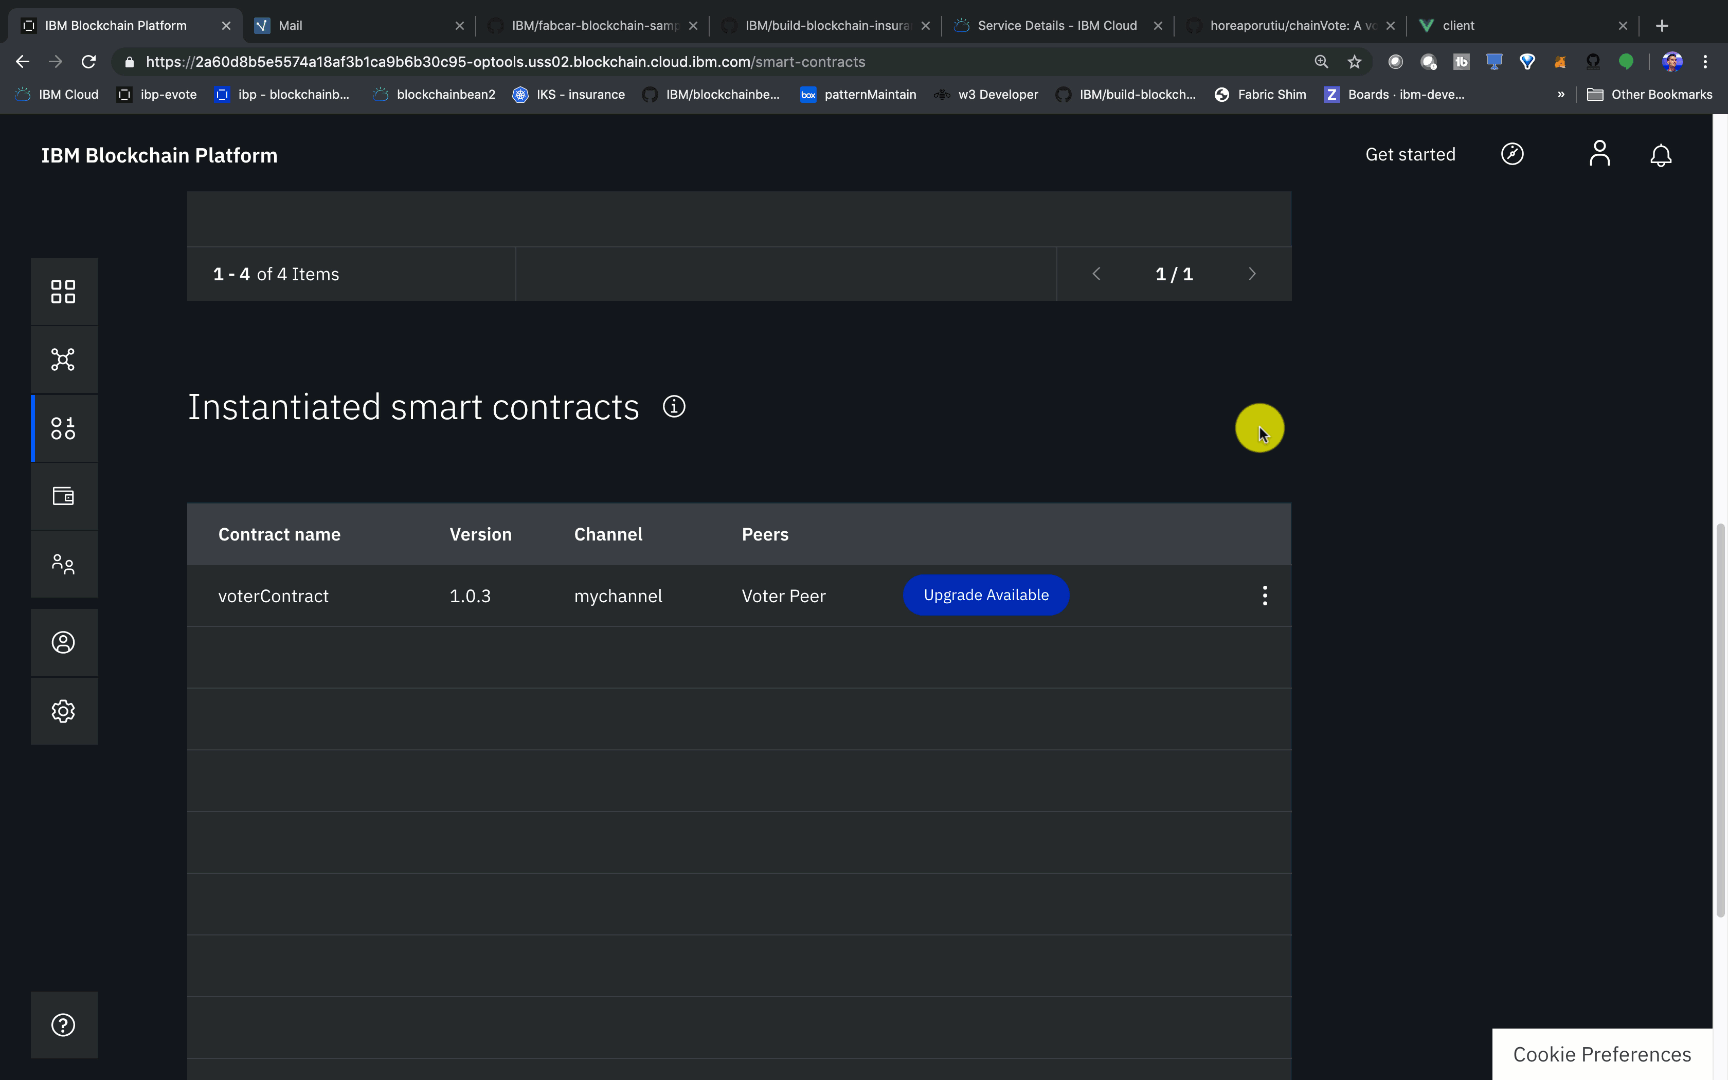 IBM Blockchain Platform
Mail
IBM/fabcar-blockchain-samp
IBM/build-blockchain-insura
Service Details - IBM Cloud
horeaporutiu/chainVote: A vo
client
https://2a60d8b5e5574a18af3b1ca9b6b30c95-optools.uss02.blockchain.cloud.ibm.com/smart-contracts
IBM Cloud
ibp-evote
ibp - blockchainb...
blockchainbean2
IKS - insurance
IBM/blockchainbe...
box patternMaintain
w3 Developer
IBM/build-blockch...
Fabric Shim
Z Boards · ibm-deve...
»
Other Bookmarks
IBM Blockchain Platform
Get started
1 - 4 of 4 Items
1 / 1
Instantiated smart contracts
Contract name Version Channel Peers
voterContract 1.0.3 mychannel Voter Peer Upgrade Available
Cookie Preferences